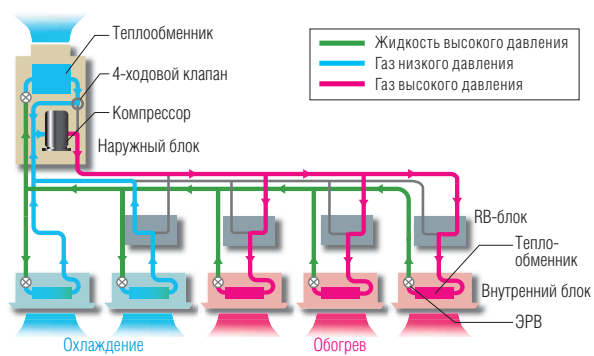 Теплообменник
4-ходовой клапан
Компрессор
Наружный блок
Жидкость высокого давления
Газ низкого давления
Газ высокого давления
RB-блок
Тепло-
обменник
Внутренний блок
ЭРВ
Охлаждение
Обогрев